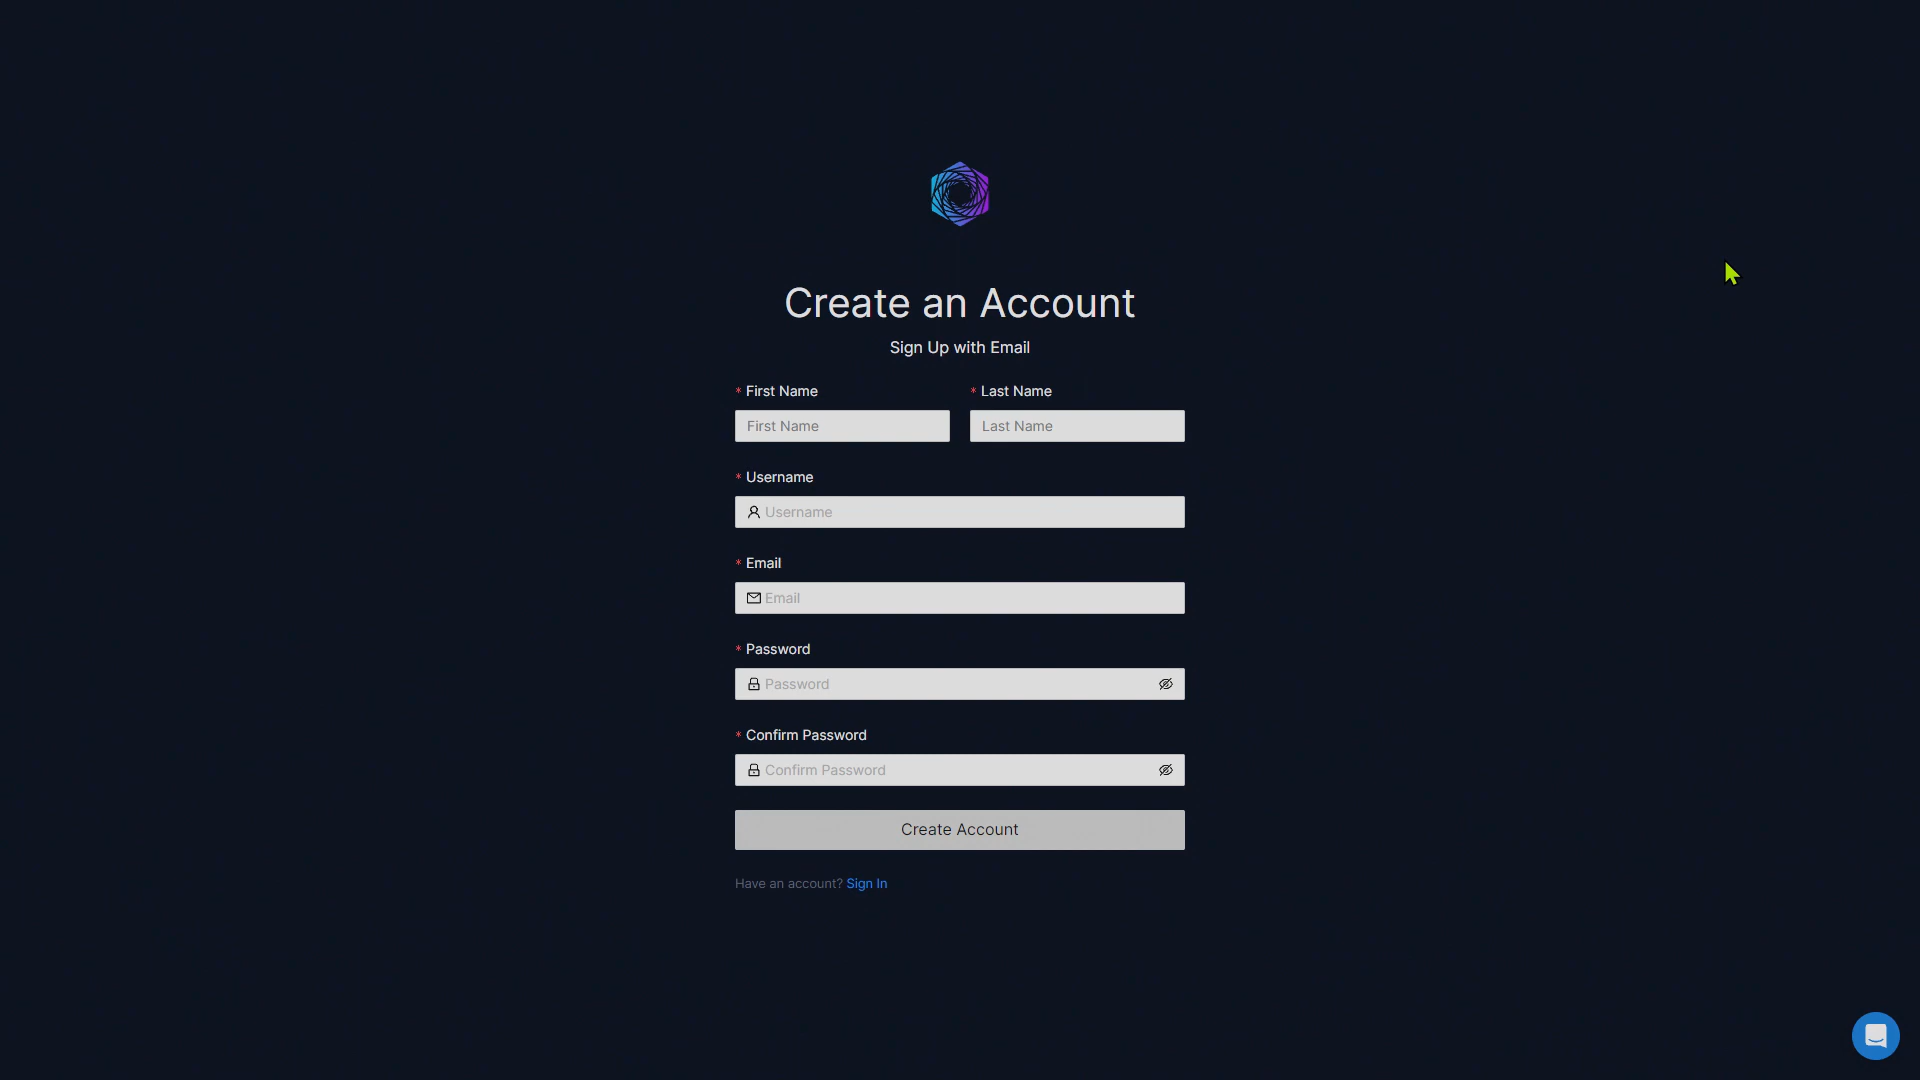 Create an Account
Sign Up with Email
* First Name
* Last Name
First Name
Last Name
* Username
Username
* Email
Email
* Password
Password
* Confirm Password
Confirm Password
Create Account
Have an account? Sign In